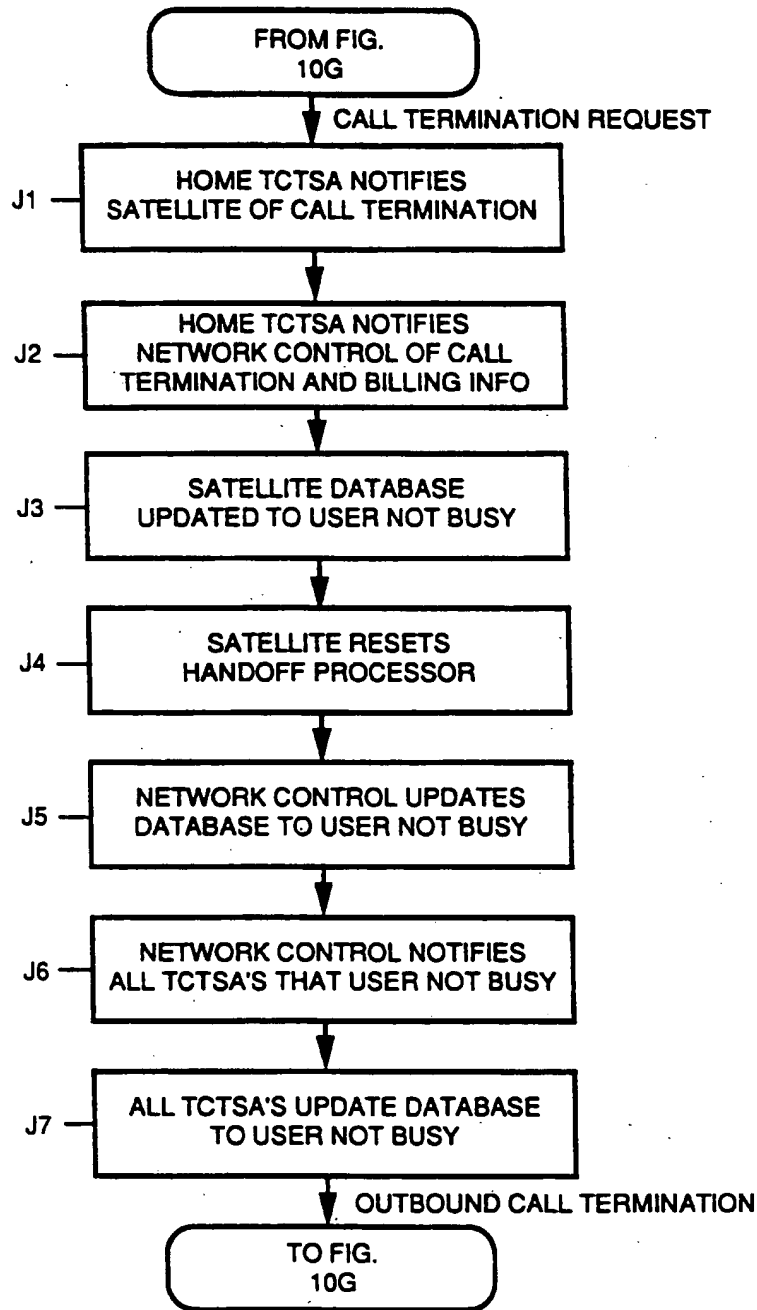 FROM FIG.
10G
CALL TERMINATION REQUEST
J1
HOME TCTSA NOTIFIES
SATELLITE OF CALL TERMINATION
J2
HOME TCTSA NOTIFIES
NETWORK CONTROL OF CALL
TERMINATION AND BILLING INFO
J3
SATELLITE DATABASE
UPDATED TO USER NOT BUSY
J4
SATELLITE RESETS
HANDOFF PROCESSOR
J5
NETWORK CONTROL UPDATES
DATABASE TO USER NOT BUSY
J6
NETWORK CONTROL NOTIFIES
ALL TCTSA'S THAT USER NOT BUSY
J7
ALL TCTSA'S UPDATE DATABASE
TO USER NOT BUSY
OUTBOUND CALL TERMINATION
TO FIG.
10G